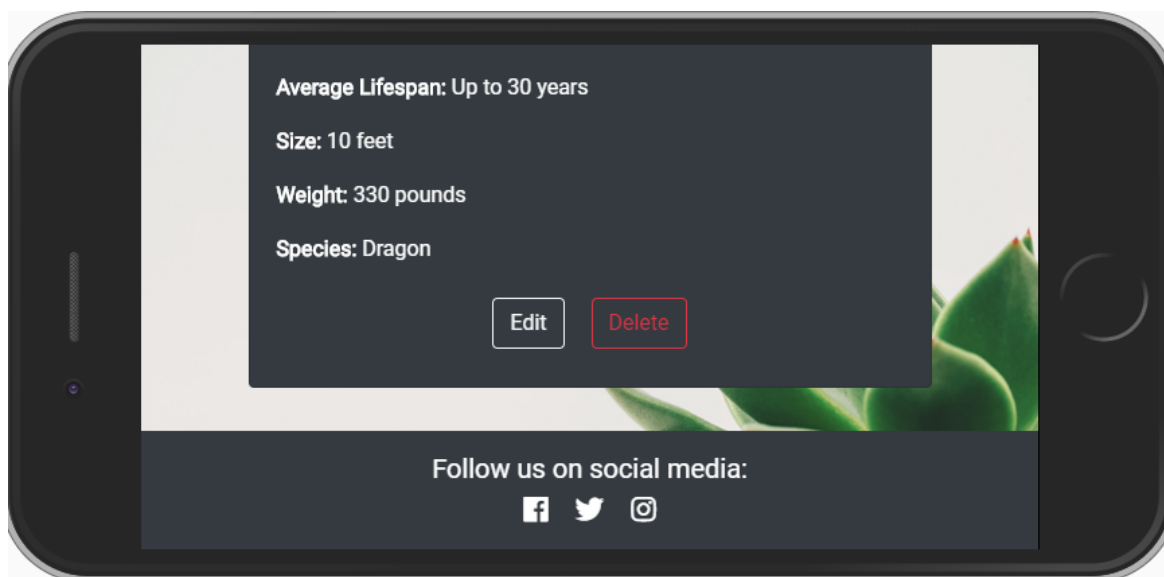 Average Lifespan: Up to 30 years
Size: 10 feet
Weight: 330 pounds
Species: Dragon
Edit Delete
Follow us on social media: